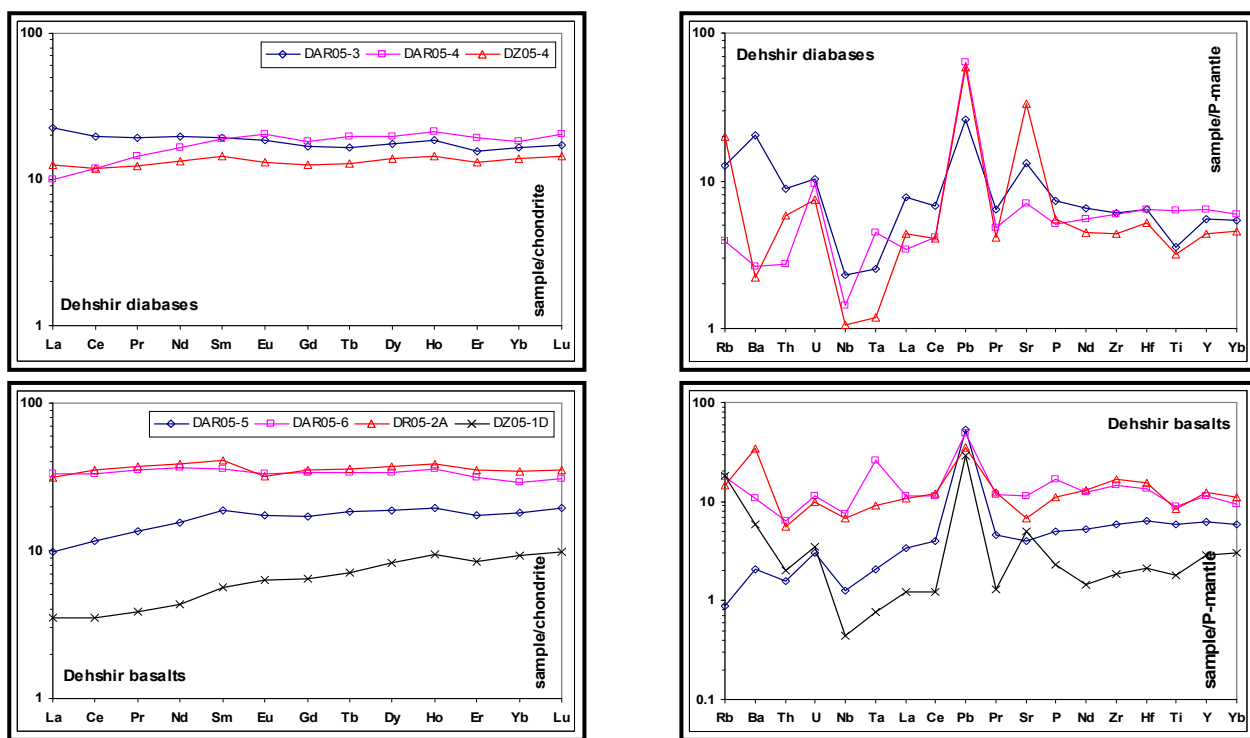 100
10
1
DAR05-3 DAR05-4 DZ05-4
Dehshir diabases
sample/chondrite
La Ce Pr Nd Sm Eu Gd Tb Dy Ho Er Yb Lu
100
10
1
Dehshir diabases
sample/P-mantle
Rb Ba Th U Nb Ta La Ce Pb Pr Sr P Nd Zr Hf Ti Y Yb
100
10
1
DAR05-5 DAR05-6 DR05-2A DZ05-1D
Dehshir basalts
sample/chondrite
La Ce Pr Nd Sm Eu Gd Tb Dy Ho Er Yb Lu
100
10
1
0.1
Dehshir basalts
sample/P-mantle
Rb Ba Th U Nb Ta La Ce Pb Pr Sr P Nd Zr Hf Ti Y Yb